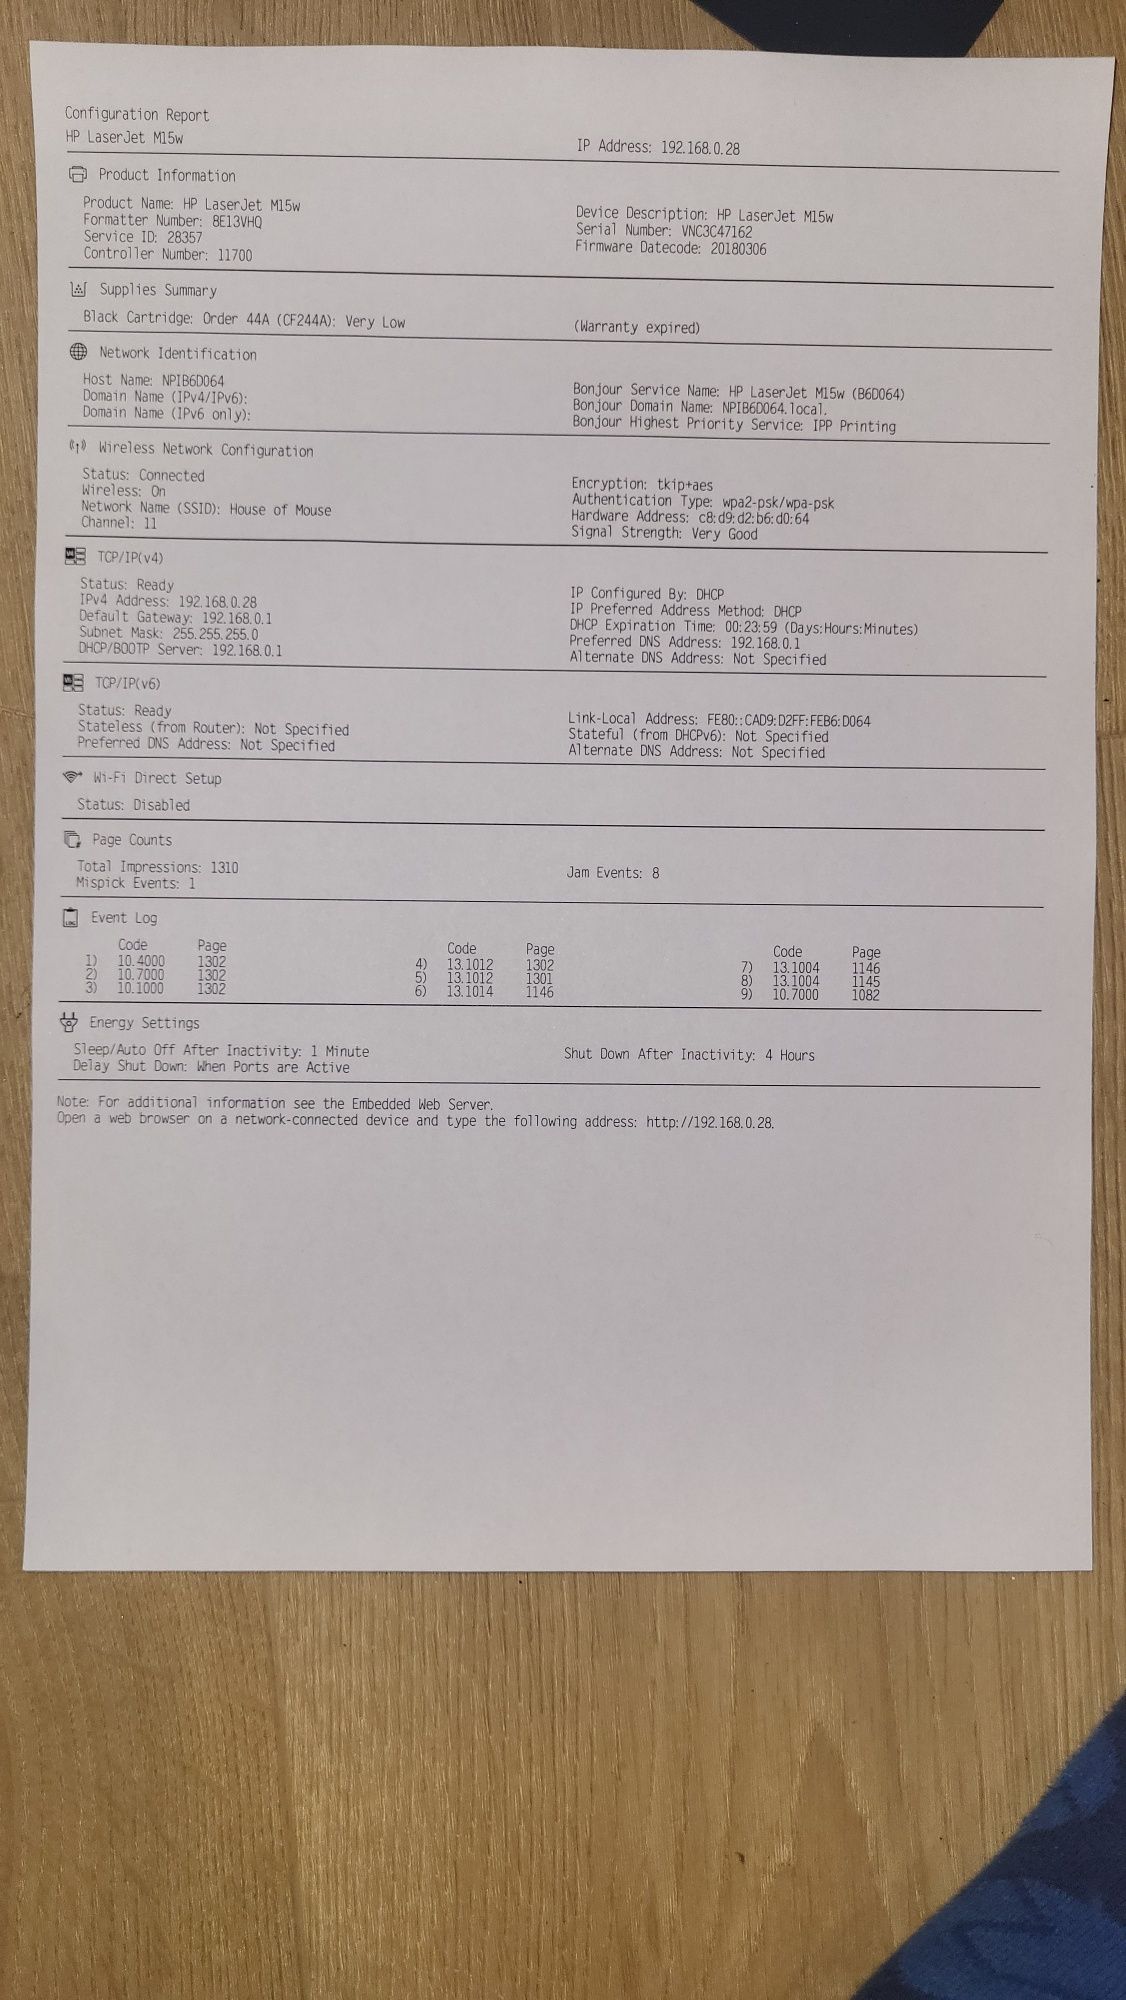 Configuration Report
HP LaserJet M15w
IP Address: 192.168.0.28
Product Information
Product Name: HP LaserJet M15w
Formatter Number: 8E13VHQ
Service ID: 28357
Controller Number: 11700
Device Description: HP LaserJet M15w
Serial Number: VNC3C47162
Firmware Datecode: 20180306
Supplies Summary
Black Cartridge: Order 44A (CF244A): Very Low
(Warranty expired)
Network Identification
Host Name: NPIB6D064
Domain Name (IPv4/IPv6):
Domain Name (IPv6 only):
Bonjour Service Name: HP LaserJet M15w (B6D064)
Bonjour Domain Name: NPIB6D064.local.
Bonjour Highest Priority Service: IPP Printing
Wireless Network Configuration
Status: Connected
Wireless: On
Network Name (SSID): House of Mouse
Channel: 11
Encryption: tkip+aes
Authentication Type: wpa2-psk/wpa-psk
Hardware Address: c8:d9:d2:b6:d0:64
Signal Strength: Very Good
TCP/IP(v4)
Status: Ready
IPv4 Address: 192.168.0.28
Default Gateway: 192.168.0.1
Subnet Mask: 255.255.255.0
DHCP/BOOTP Server: 192.168.0.1
IP Configured By: DHCP
IP Preferred Address Method: DHCP
DHCP Expiration Time: 00:23:59 (Days:Hours:Minutes)
Preferred DNS Address: 192.168.0.1
Alternate DNS Address: Not Specified
TCP/IP(v6)
Status: Ready
Stateless (from Router): Not Specified
Preferred DNS Address: Not Specified
Link-Local Address: FE80::CAD9:D2FF:FEB6:D064
Stateful (from DHCPv6): Not Specified
Alternate DNS Address: Not Specified
Wi-Fi Direct Setup
Status: Disabled
Page Counts
Total Impressions: 1310
Mispick Events: 1
Jam Events: 8
Event Log
Code Page
1) 10.4000 1302
2) 10.7000 1302
3) 10.1000 1302
Code Page
4) 13.1012 1302
5) 13.1012 1301
6) 13.1014 1146
Code Page
7) 13.1004 1146
8) 13.1004 1145
9) 10.7000 1082
Energy Settings
Sleep/Auto Off After Inactivity: 1 Minute
Delay Shut Down: When Ports are Active
Shut Down After Inactivity: 4 Hours
Note: For additional information see the Embedded Web Server.
Open a web browser on a network-connected device and type the following address: http://192.168.0.28.